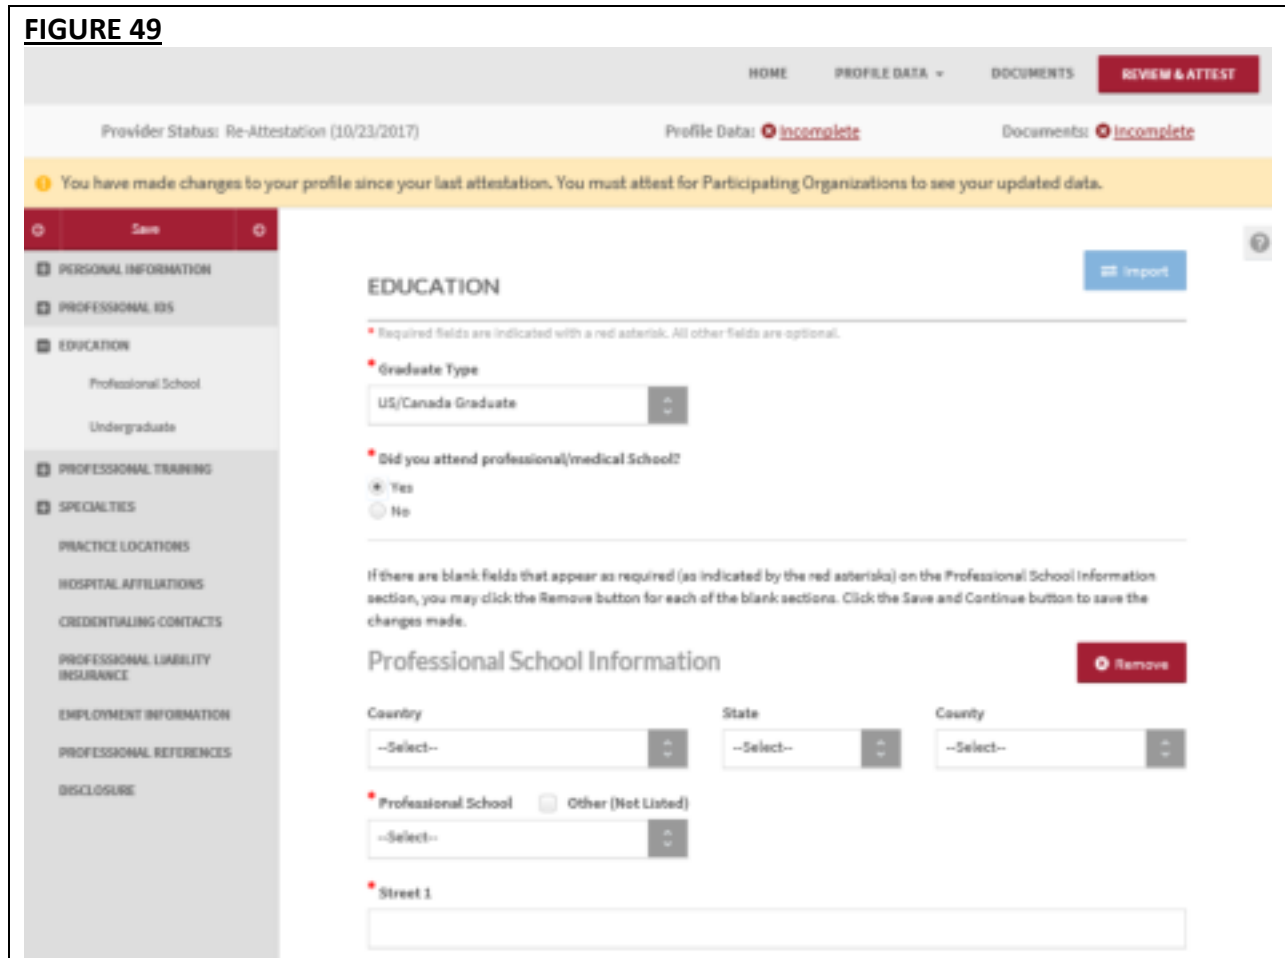 FIGURE 49
HOME PROFILE DATA DOCUMENTS REVIEW & ATTEST
Provider Status: Re-Attestation (10/23/2017) Profile Data: Incomplete Documents: Incomplete
You have made changes to your profile since your last attestation. You must attest for Participating Organizations to see your updated data.
Save
PERSONAL INFORMATION
PROFESSIONAL IDS
EDUCATION
Professional School
Undergraduate
PROFESSIONAL TRAINING
SPECIALTIES
PRACTICE LOCATIONS
HOSPITAL AFFILIATIONS
CREDENTIALING CONTACTS
PROFESSIONAL LIABILITY
INSURANCE
EMPLOYMENT INFORMATION
PROFESSIONAL REFERENCES
DISCLOSURE
EDUCATION
Import
* Required fields are indicated with a red asterisk. All other fields are optional.
* Graduate Type
US/Canada Graduate
* Did you attend professional/medical School?
Yes
No
If there are blank fields that appear as required (as indicated by the red asterisks) on the Professional School Information
section, you may click the Remove button for each of the blank sections. Click the Save and Continue button to save the
changes made.
Professional School Information
Remove
Country State County
--Select-- --Select-- --Select--
* Professional School Other (Not Listed)
--Select--
* Street 1